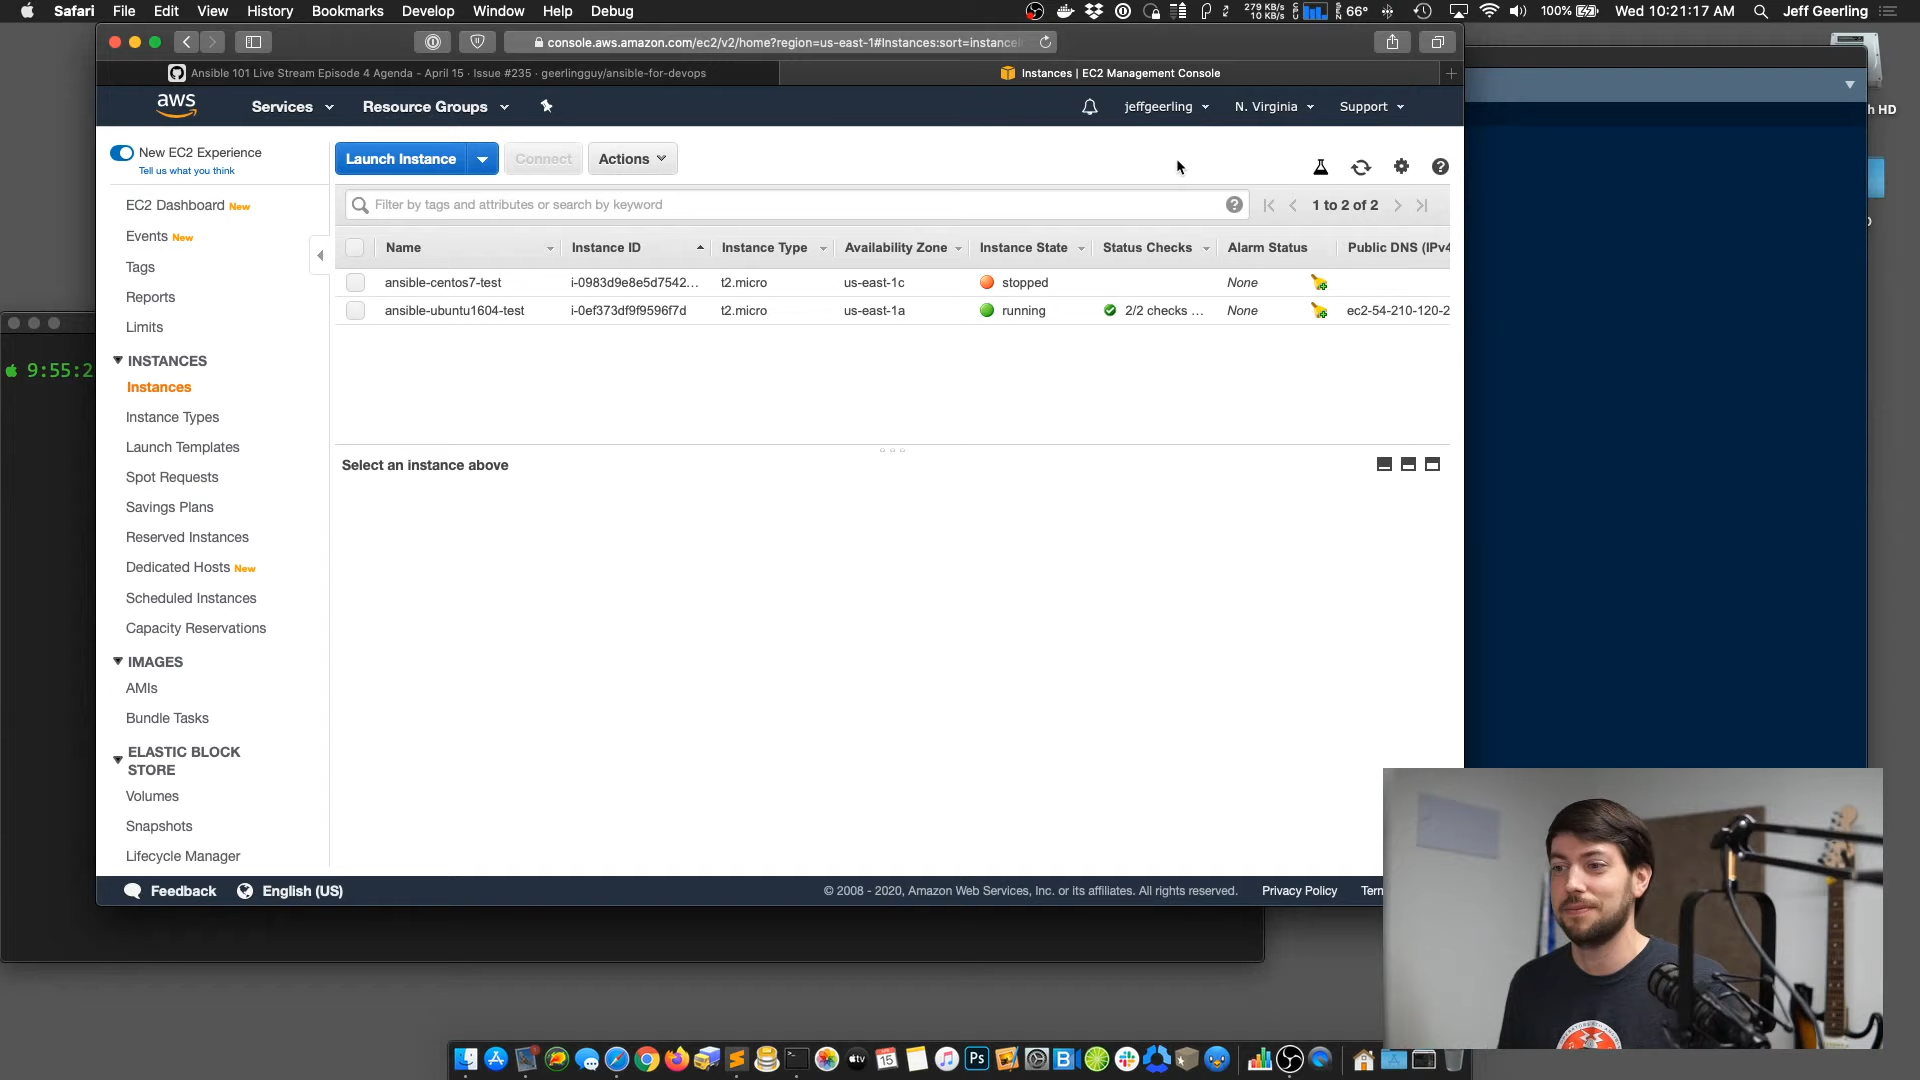 Safari File Edit View History Bookmarks Develop Window Help Debug 279 KB/s 10 KB/s 66° 100% Wed 10:21:17 AM Jeff Geerling
console.aws.amazon.com/ec2/v2/home?region=us-east-1#Instances:sort=instanceI
Ansible 101 Live Stream Episode 4 Agenda - April 15 · Issue #235 · geerlingguy/ansible-for-devops
Instances | EC2 Management Console
aws Services Resource Groups jeffgeerling N. Virginia Support
h HD
New EC2 Experience
Tell us what you think
EC2 Dashboard New
Events New
Tags
Reports
Limits
INSTANCES
Instances
Instance Types
Launch Templates
Spot Requests
Savings Plans
Reserved Instances
Dedicated Hosts New
Scheduled Instances
Capacity Reservations
IMAGES
AMIs
Bundle Tasks
ELASTIC BLOCK
STORE
Volumes
Snapshots
Lifecycle Manager
Launch Instance Connect Actions
Filter by tags and attributes or search by keyword
1 to 2 of 2
Name Instance ID Instance Type Availability Zone Instance State Status Checks Alarm Status Public DNS (IPv4
ansible-centos7-test i-0983d9e8e5d7542... t2.micro us-east-1c stopped None
ansible-ubuntu1604-test i-0ef373df9f9596f7d t2.micro us-east-1a running 2/2 checks ... None ec2-54-210-120-2
Select an instance above
9:55:2
Feedback English (US)
© 2008 - 2020, Amazon Web Services, Inc. or its affiliates. All rights reserved. Privacy Policy Term
tv 15 Ps B